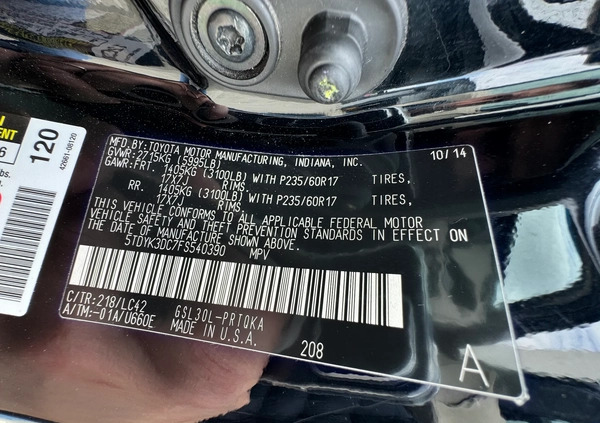 120
42661-08120
MFD.BY:TOYOTA MOTOR MANUFACTURING, INDIANA, INC. 10/14
GVWR:2715KG (5995LB)
GAWR:FRT. 1405KG (3100LB) WITH P235/60R17 TIRES,
17X7J RIMS.
RR. 1405KG (3100LB) WITH P235/60R17 TIRES,
17X7J RIMS
THIS VEHICLE CONFORMS TO ALL APPLICABLE FEDERAL MOTOR
VEHICLE SAFETY AND THEFT PREVENTION STANDARDS IN EFFECT ON
THE DATE OF MANUFACTURE SHOWN ABOVE.
5TDYK3DC7FS540390 MPV
C/TR:218/LC42 GSL30L-PRTQKA
A/TM:-01A/U660E MADE IN U.S.A.
208
A